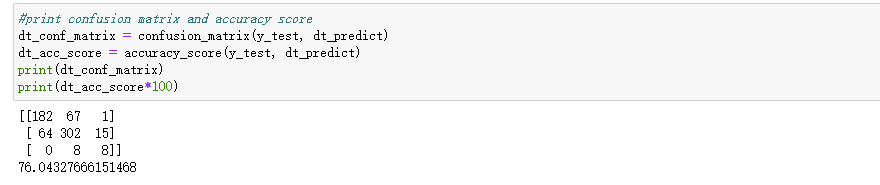 #print confusion matrix and accuracy score
dt_conf_matrix = confusion_matrix(y_test, dt_predict)
dt_acc_score = accuracy_score(y_test, dt_predict)
print(dt_conf_matrix)
print(dt_acc_score*100)
[[182 67 1]
[ 64 302 15]
[ 0 8 8]]
76.04327666151468